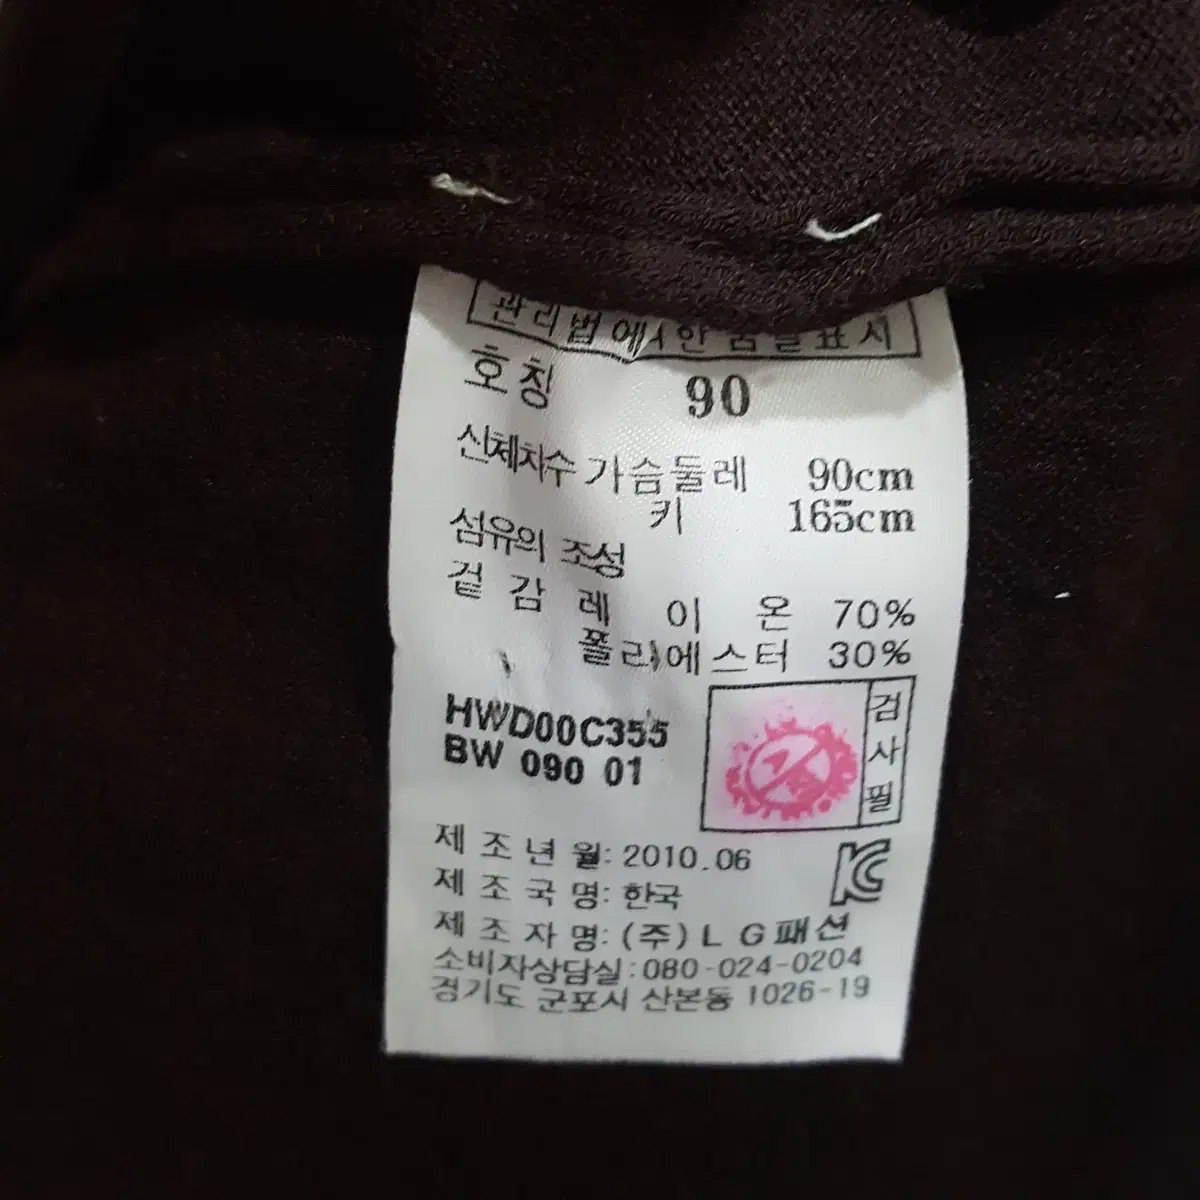 관리법에 한 품질표시
호칭 90
신체치수 가슴둘레 90cm
키 165cm
섬유의 조성
겉감 레이온 70%
폴리에스터 30%
HWD00C355
BW 090 01
검사필
제조년월: 2010.06
제조국명: 한국
제조자명: (주) L G패션
소비자상담실: 080-024-0204
경기도 군포시 산본동 1026-19